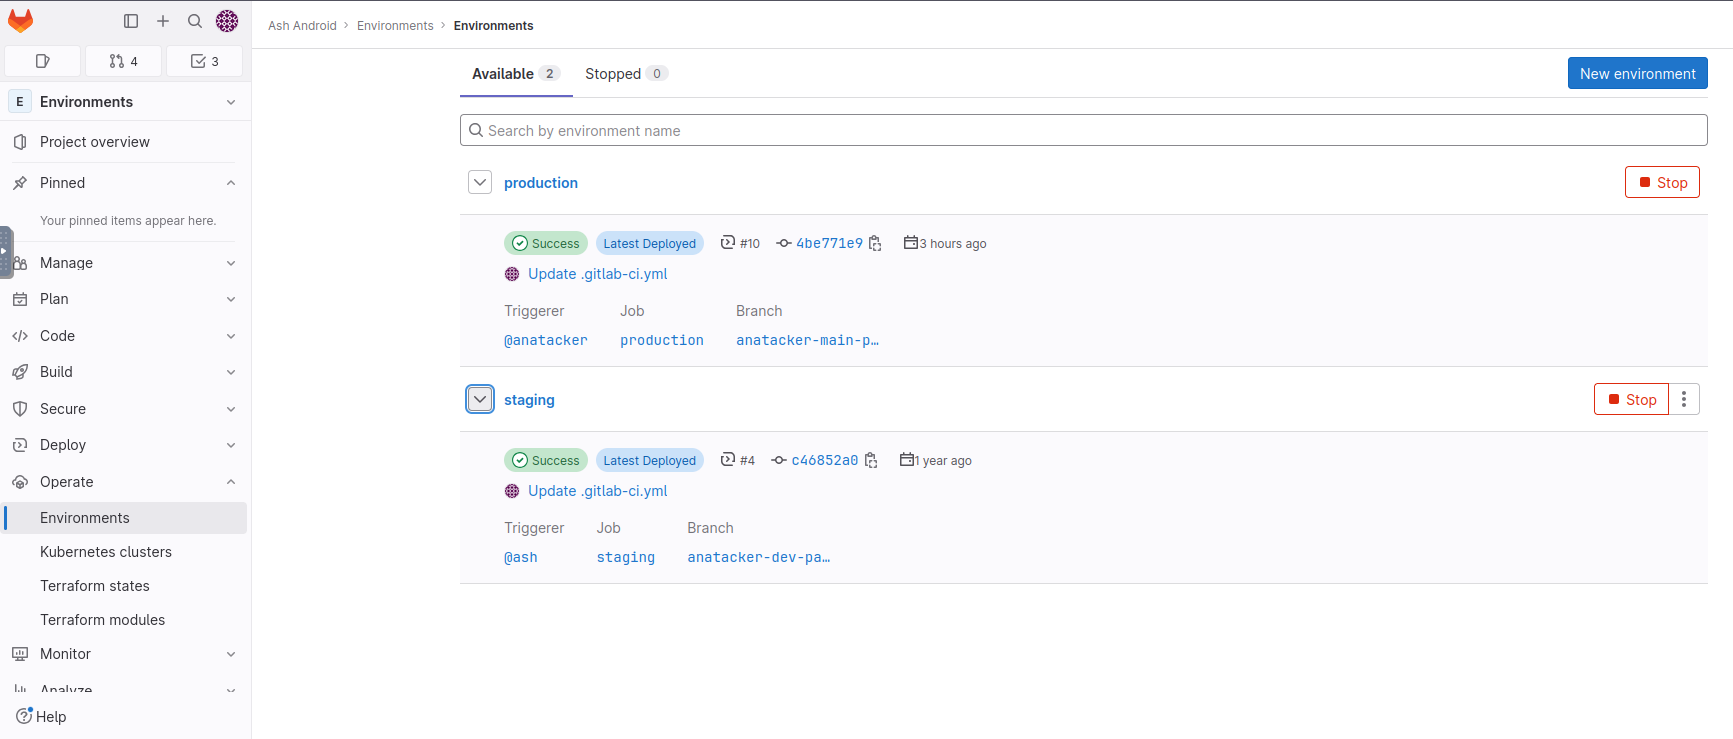 Ash Android › Environments › Environments
4
3
E Environments
Project overview
Pinned
Your pinned items appear here.
Manage
Plan
Code
Build
Secure
Deploy
Operate
Environments
Kubernetes clusters
Terraform states
Terraform modules
Monitor
Analyze
Help
Available 2 Stopped 0
New environment
Search by environment name
production
Stop
Success Latest Deployed #10 4be771e9 3 hours ago
Update .gitlab-ci.yml
Triggerer Job Branch
@anatacker production anatacker-main-p…
staging
Stop
Success Latest Deployed #4 c46852a0 1 year ago
Update .gitlab-ci.yml
Triggerer Job Branch
@ash staging anatacker-dev-pa…